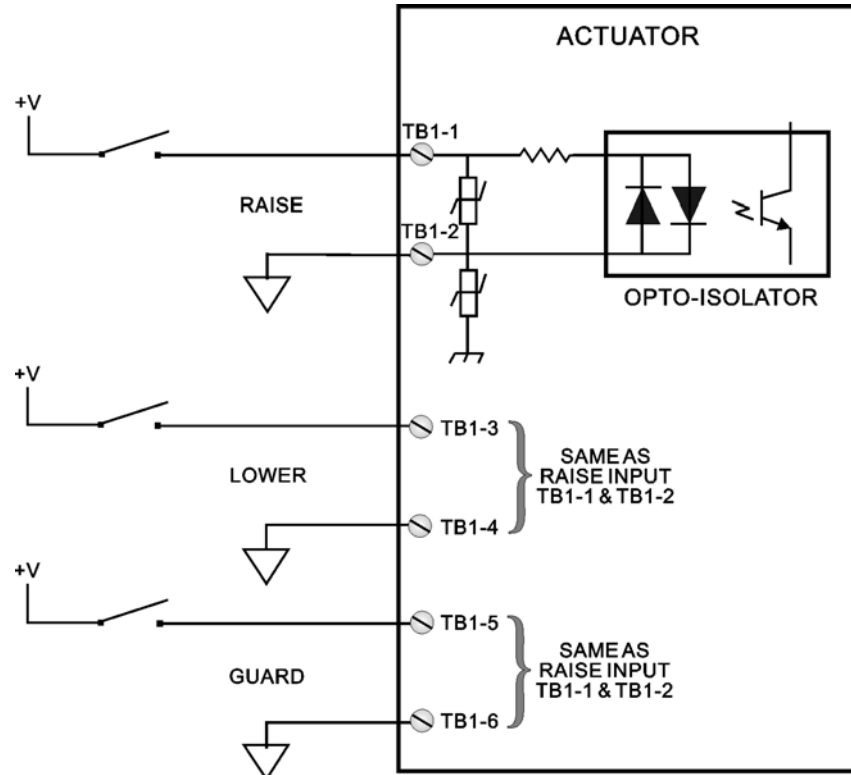 ACTUATOR
+V
TB1-1
RAISE
TB1-2
OPTO-ISOLATOR
+V
TB1-3
LOWER
SAME AS
RAISE INPUT
TB1-1 & TB1-2
TB1-4
+V
TB1-5
GUARD
SAME AS
RAISE INPUT
TB1-1 & TB1-2
TB1-6